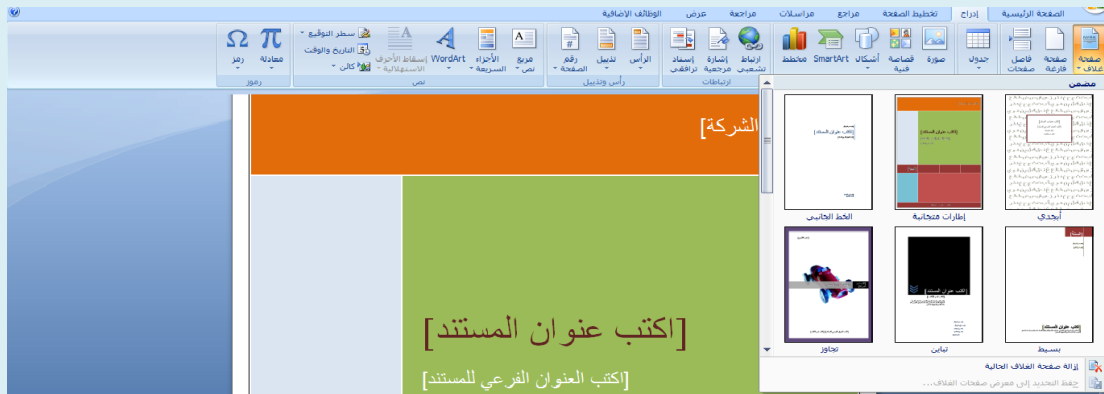 الصفحة الرئيسية إدراج تخطيط الصفحة مراجع مراسلات مراجعة عرض الوظائف الإضافية
صفحة غلاف
صفحة فارغة
فاصل صفحات
جدول
صورة
قصاصة فنية
أشكال
SmartArt
مخطط
ارتباط تشعبي
إشارة مرجعية
إسناد ترافقي
ارتباطات
الرأس
تذييل
رقم الصفحة
رأس وتذييل
مربع نص
الأجزاء السريعة
WordArt
إسقاط الأحرف الاستهلالية
سطر التوقيع
التاريخ والوقت
كائن
نص
معادلة
رمز
رموز
مضمن
أبجدي
إطارات متجانبة
الخط الجانبي
[اكتب عنوان المستند]
بسيط
تباين
تجاوز
إزالة صفحة الغلاف الحالية
حفظ التحديد إلى معرض صفحات الغلاف...
الشركة]
[اكتب عنوان المستند]
[اكتب العنوان الفرعي للمستند]